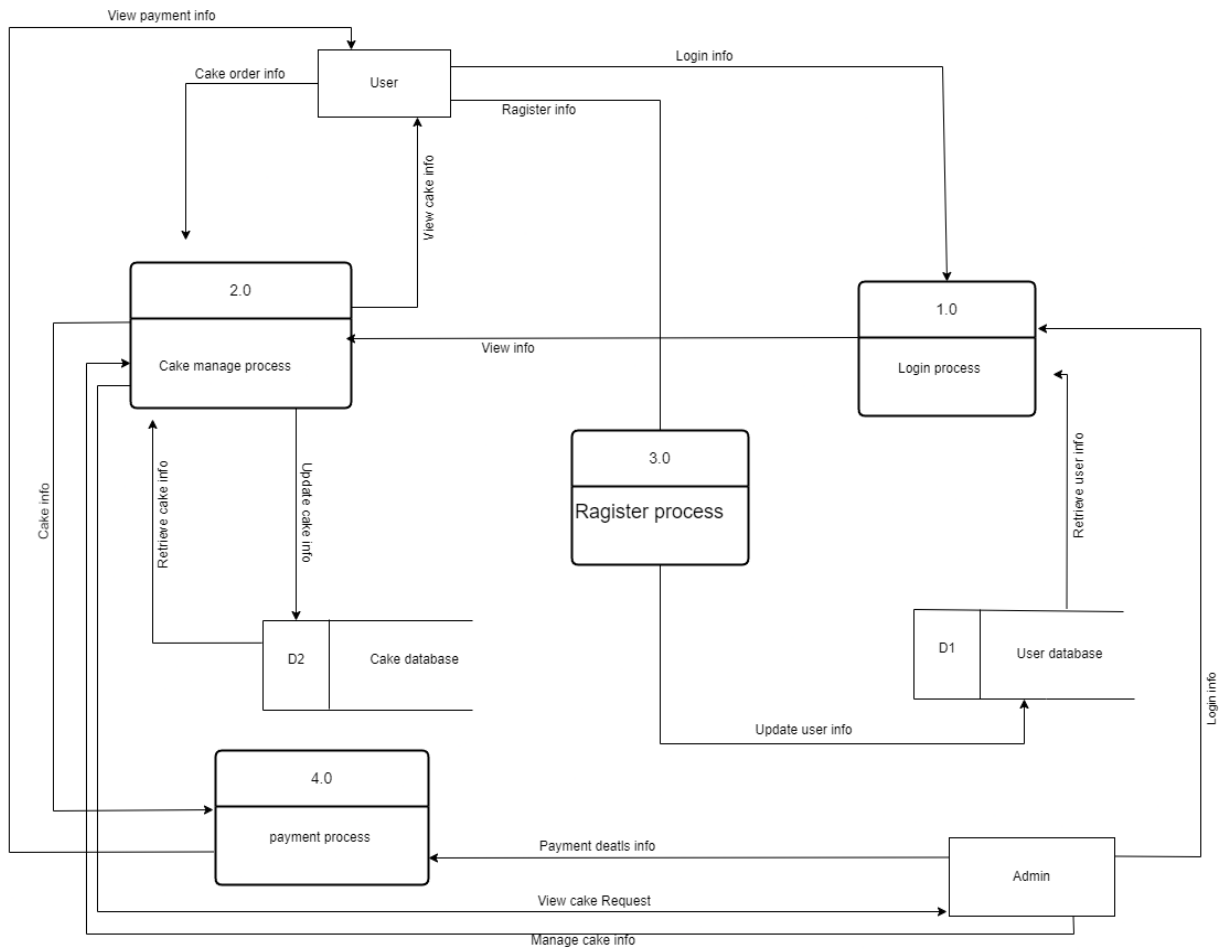 View payment info
User
Login info
Cake order info
Ragister info
View cake info
2.0
Cake manage process
1.0
Login process
View info
3.0
Ragister process
Cake info
Retrieve cake info
Update cake info
Retrieve user info
D2
Cake database
D1
User database
Login info
Update user info
4.0
payment process
Payment deatls info
Admin
View cake Request
Manage cake info